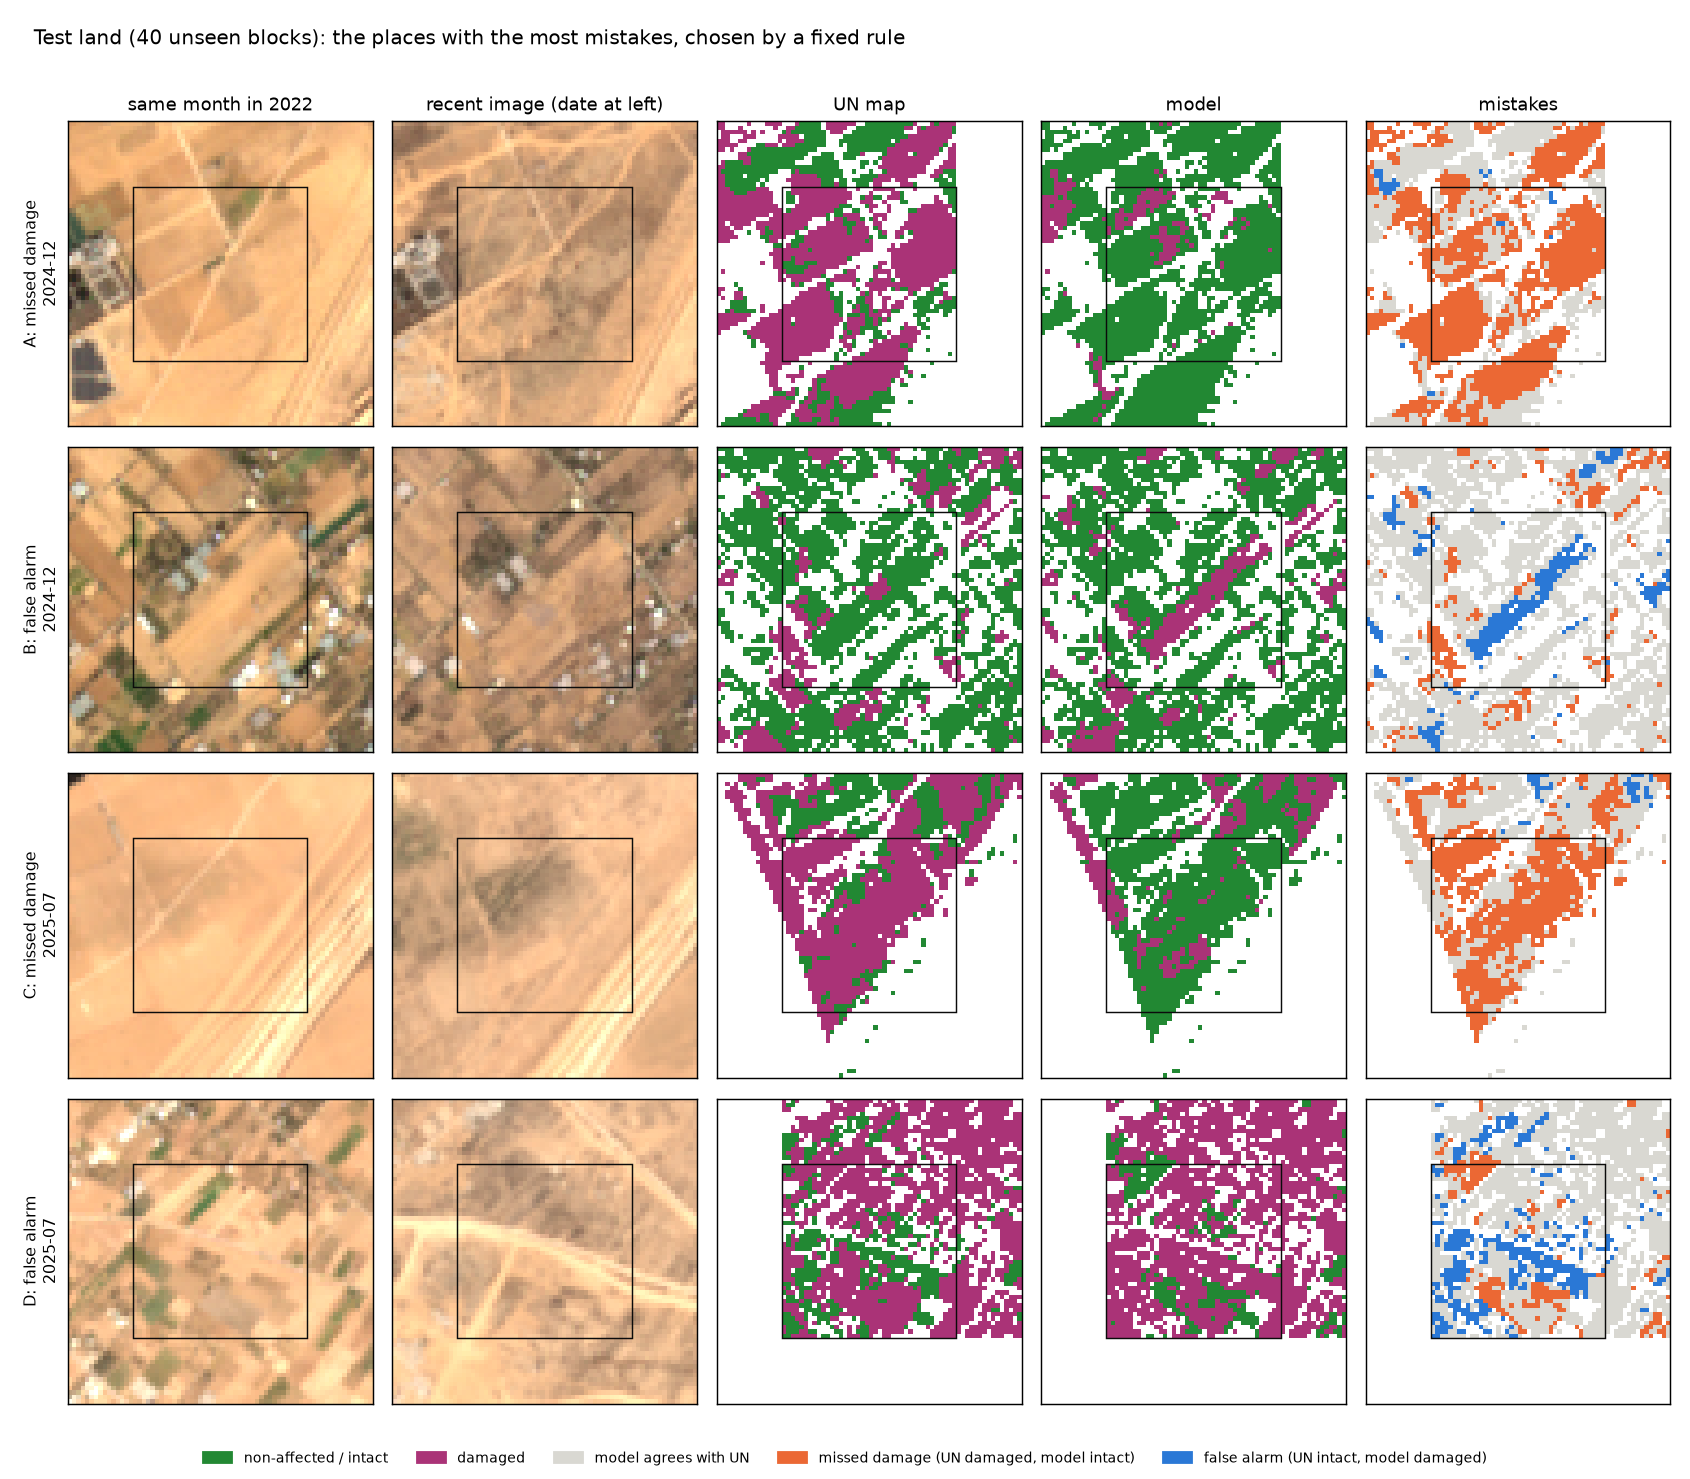 Test land (40 unseen blocks): the places with the most mistakes, chosen by a fixed rule
same month in 2022
recent image (date at left)
UN map
model
mistakes
A: missed damage
2024-12
B: false alarm
2024-12
C: missed damage
2025-07
D: false alarm
2025-07
non-affected / intact
damaged
model agrees with UN
missed damage (UN damaged, model intact)
false alarm (UN intact, model damaged)